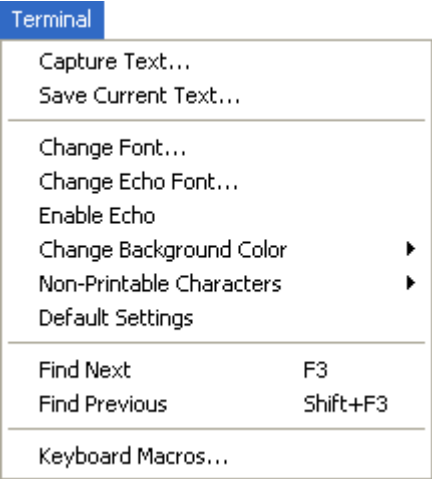 Terminal
Capture Text...
Save Current Text...
Change Font...
Change Echo Font...
Enable Echo
Change Background Color
Non-Printable Characters
Default Settings
Find Next F3
Find Previous Shift+F3
Keyboard Macros...